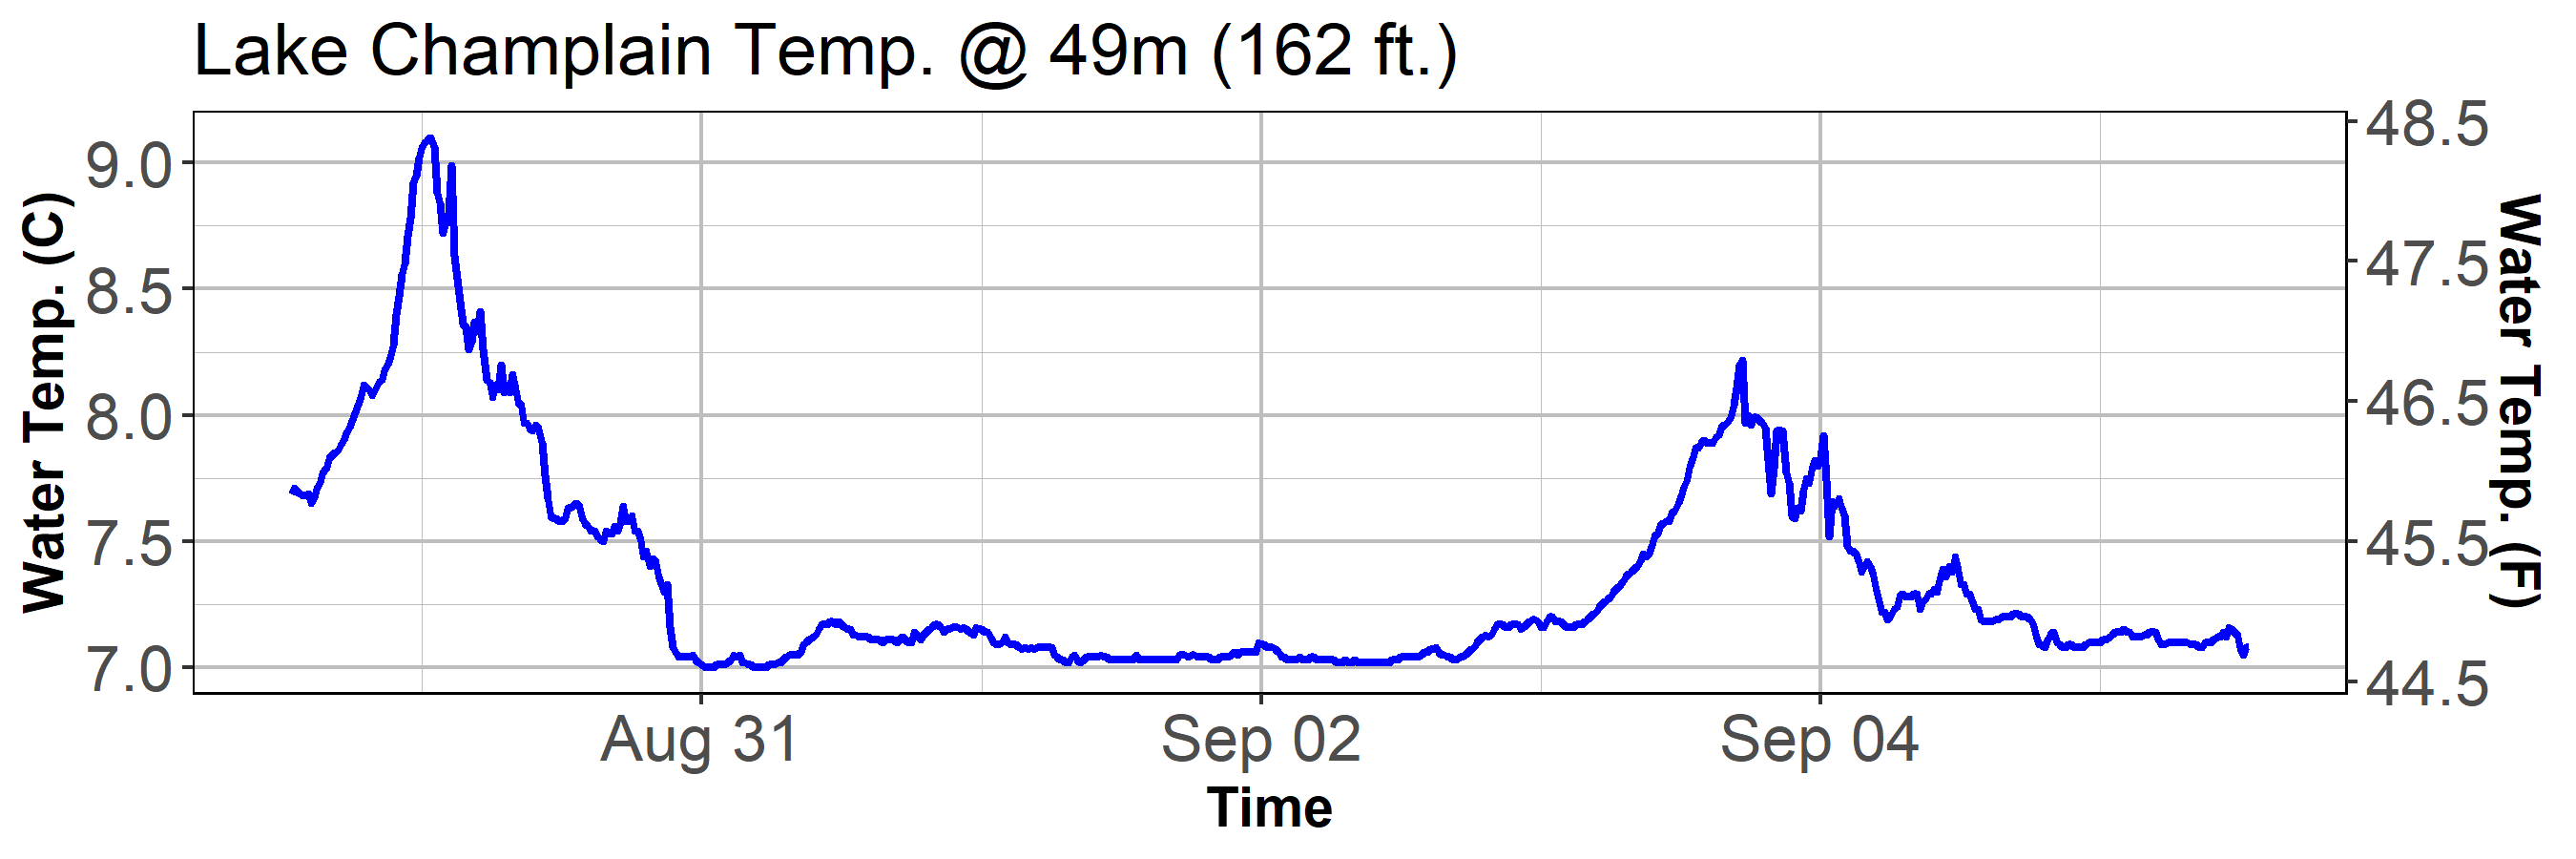 Lake Champlain Temp. @ 49m (162 ft.)
Water Temp. (C)
9.0
8.5
8.0
7.5
7.0
48.5
47.5
46.5
45.5
44.5
Water Temp. (F)
Aug 31
Sep 02
Sep 04
Time